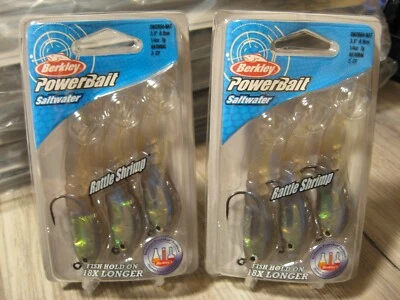 Berkley
PowerBait
Saltwater
Rattle Shrimp
FISH HOLD ON
18X LONGER
Berkley
PowerBait
Saltwater
Rattle Shrimp
FISH HOLD ON
18X LONGER